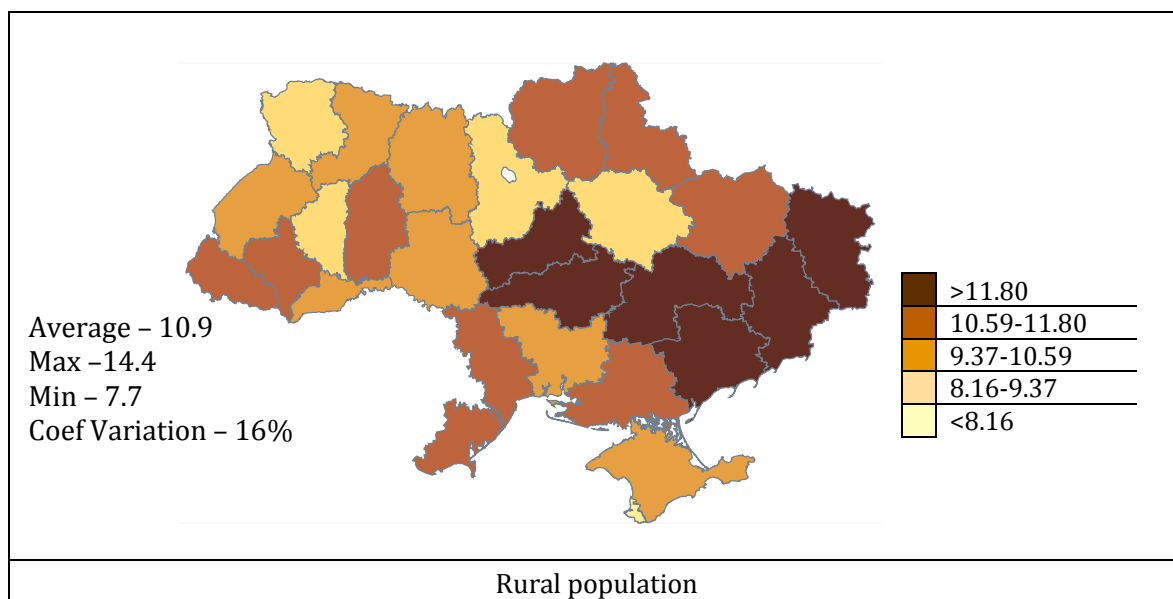 Average – 10.9
Max –14.4
Min – 7.7
Coef Variation – 16%
>11.80
10.59-11.80
9.37-10.59
8.16-9.37
<8.16
Rural population